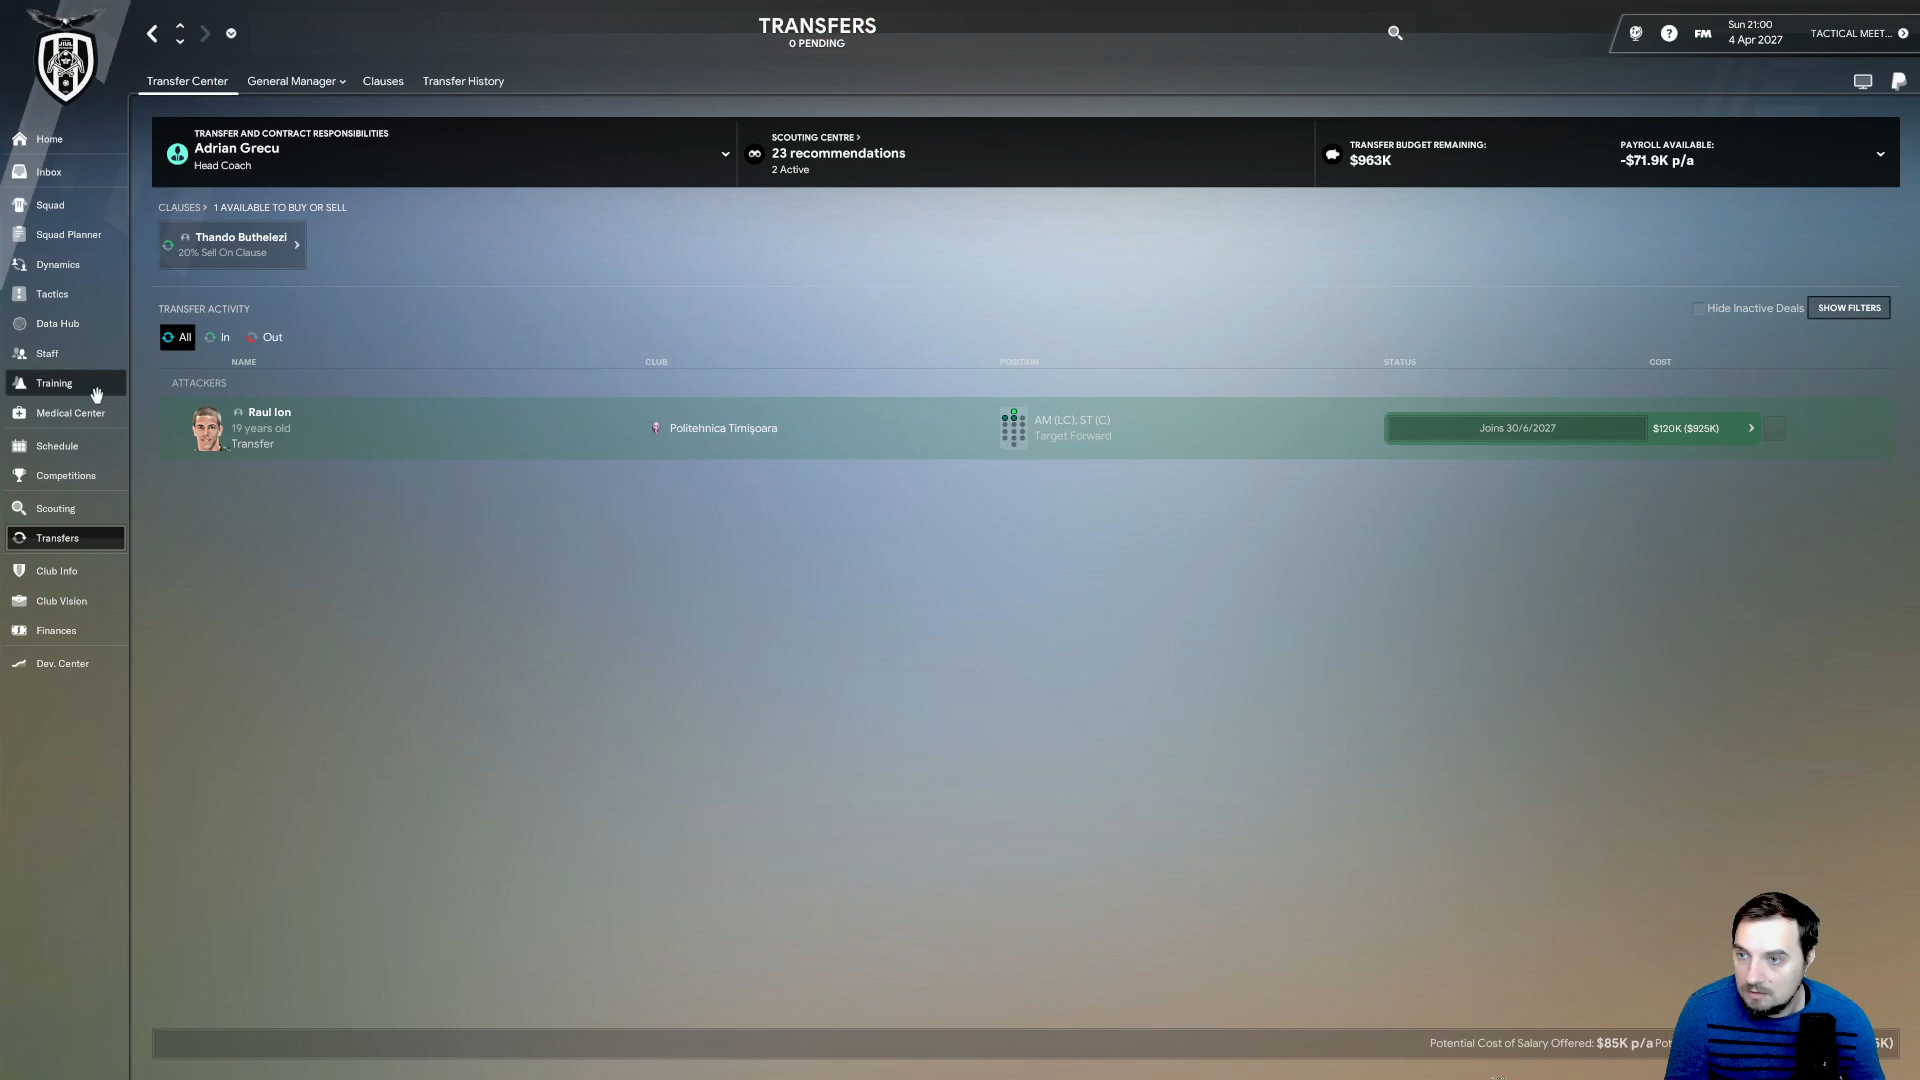 TRANSFERS
0 PENDING
FM
Sun 21:00
4 Apr 2027
TACTICAL MEET...
Transfer Center
General Manager
Clauses
Transfer History
Home
Inbox
Squad
Squad Planner
Dynamics
Tactics
Data Hub
Staff
Training
Medical Center
Schedule
Competitions
Scouting
Transfers
Club Info
Club Vision
Finances
Dev. Center
TRANSFER AND CONTRACT RESPONSIBILITIES
Adrian Grecu
Head Coach
SCOUTING CENTRE >
23 recommendations
2 Active
TRANSFER BUDGET REMAINING:
$963K
PAYROLL AVAILABLE:
-$71.9K p/a
CLAUSES > 1 AVAILABLE TO BUY OR SELL
Thando Buthelezi
20% Sell On Clause
TRANSFER ACTIVITY
Hide Inactive Deals
SHOW FILTERS
All
In
Out
NAME
CLUB
POSITION
STATUS
COST
ATTACKERS
Raul Ion
19 years old
Transfer
Politehnica Timişoara
AM (LC), ST (C)
Target Forward
Joins 30/6/2027
$120K ($925K)
Potential Cost of Salary Offered: $85K p/a Pot
K)